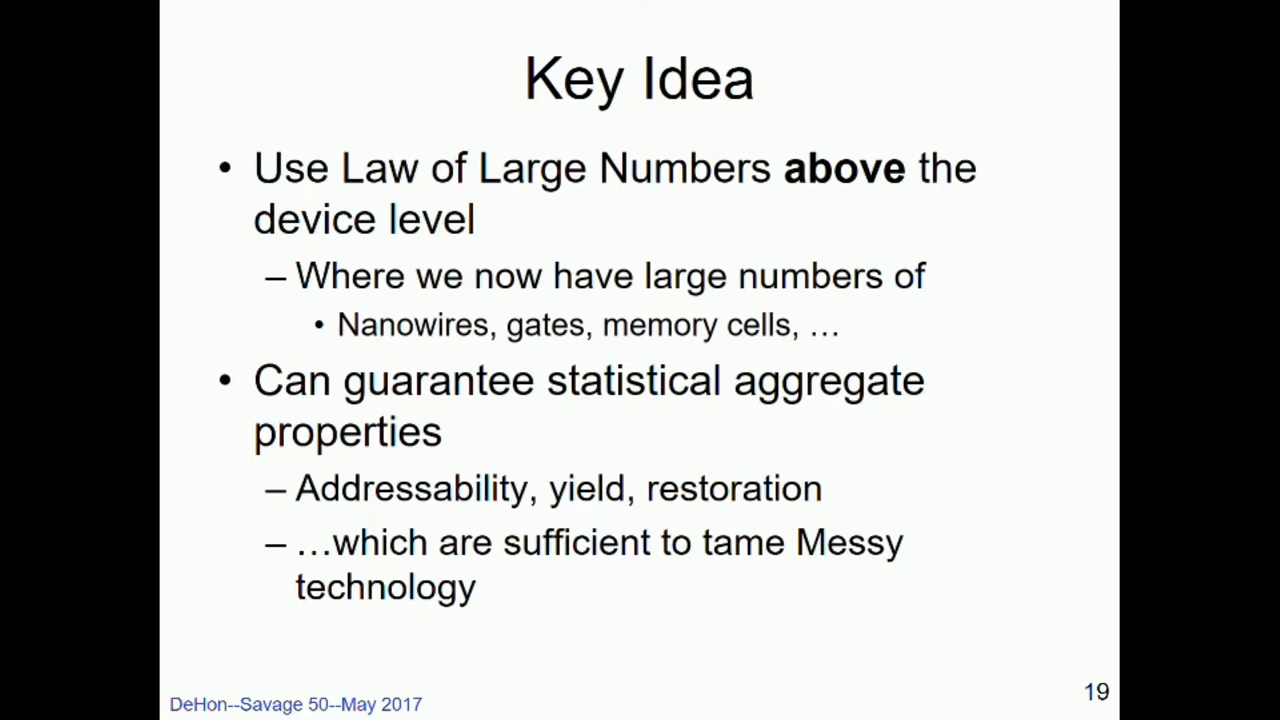 Key Idea
• Use Law of Large Numbers above the
device level
– Where we now have large numbers of
• Nanowires, gates, memory cells, …
• Can guarantee statistical aggregate
properties
– Addressability, yield, restoration
– …which are sufficient to tame Messy
technology
DeHon--Savage 50--May 2017
19